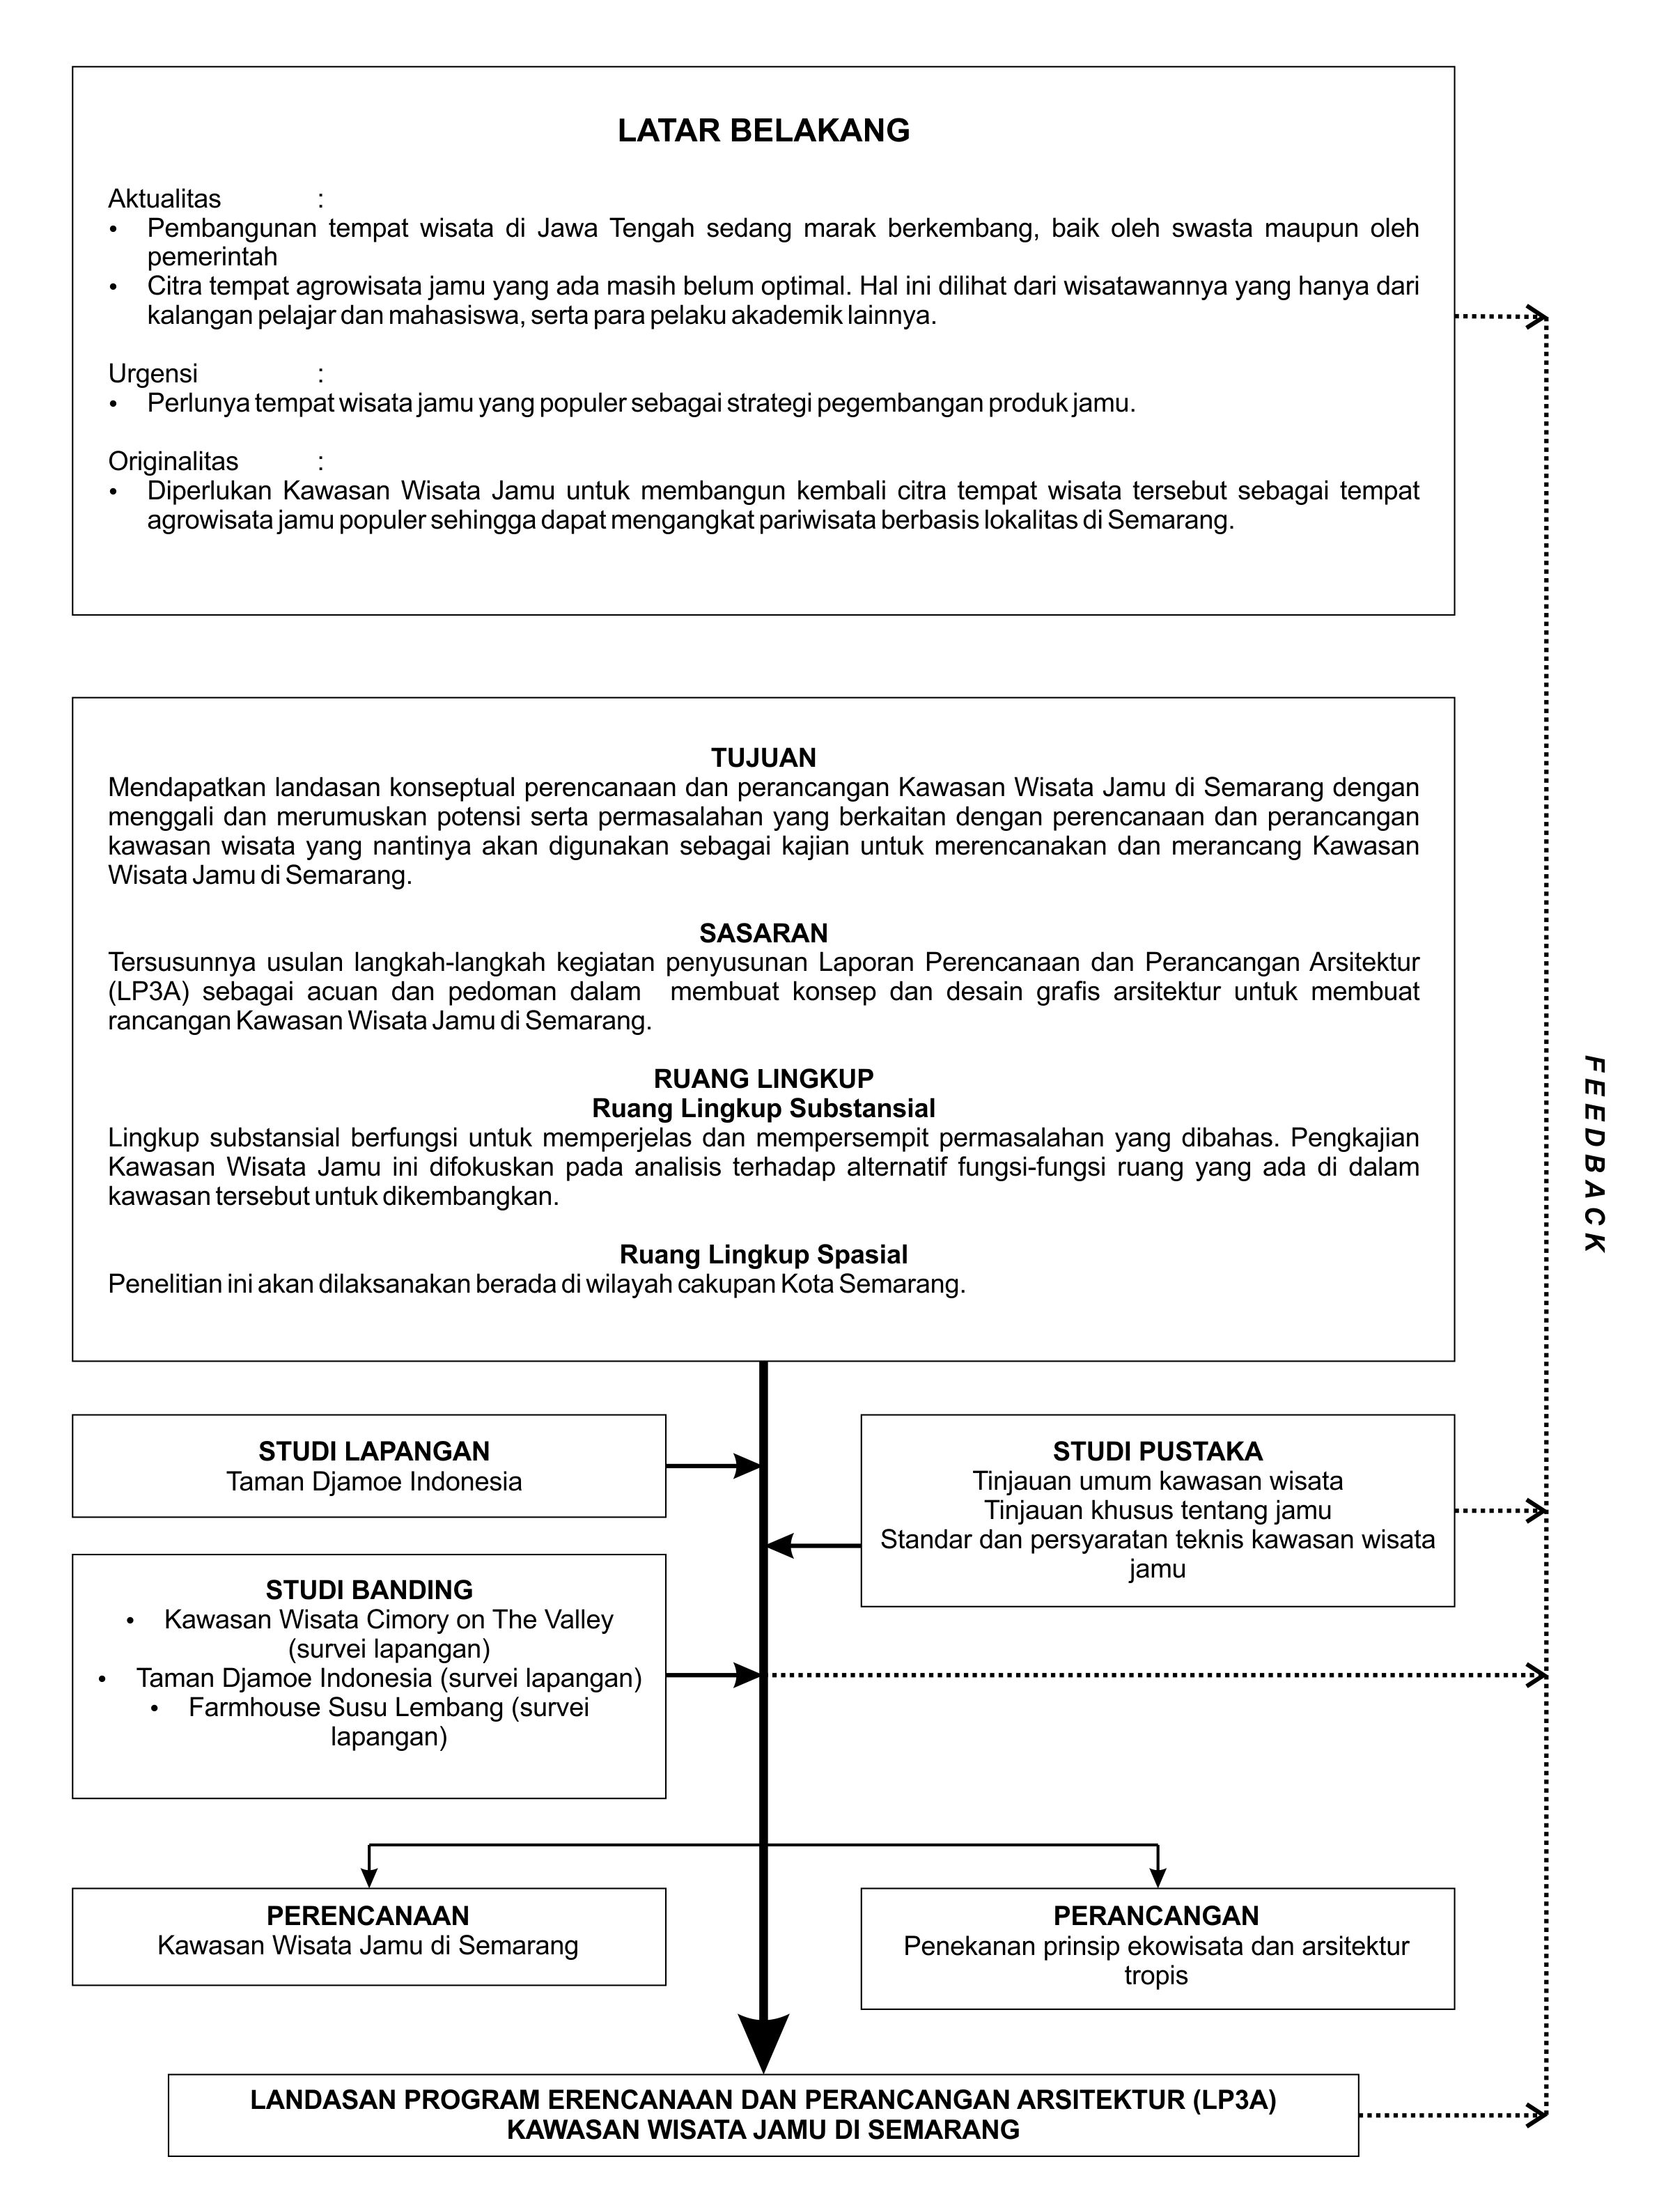 LATAR BELAKANG
Aktualitas :
• Pembangunan tempat wisata di Jawa Tengah sedang marak berkembang, baik oleh swasta maupun oleh
pemerintah
• Citra tempat agrowisata jamu yang ada masih belum optimal. Hal ini dilihat dari wisatawannya yang hanya dari
kalangan pelajar dan mahasiswa, serta para pelaku akademik lainnya.
Urgensi :
• Perlunya tempat wisata jamu yang populer sebagai strategi pegembangan produk jamu.
Originalitas :
• Diperlukan Kawasan Wisata Jamu untuk membangun kembali citra tempat wisata tersebut sebagai tempat
agrowisata jamu populer sehingga dapat mengangkat pariwisata berbasis lokalitas di Semarang.
TUJUAN
Mendapatkan landasan konseptual perencanaan dan perancangan Kawasan Wisata Jamu di Semarang dengan
menggali dan merumuskan potensi serta permasalahan yang berkaitan dengan perencanaan dan perancangan
kawasan wisata yang nantinya akan digunakan sebagai kajian untuk merencanakan dan merancang Kawasan
Wisata Jamu di Semarang.
SASARAN
Tersusunnya usulan langkah-langkah kegiatan penyusunan Laporan Perencanaan dan Perancangan Arsitektur
(LP3A) sebagai acuan dan pedoman dalam membuat konsep dan desain grafis arsitektur untuk membuat
rancangan Kawasan Wisata Jamu di Semarang.
RUANG LINGKUP
Ruang Lingkup Substansial
Lingkup substansial berfungsi untuk memperjelas dan mempersempit permasalahan yang dibahas. Pengkajian
Kawasan Wisata Jamu ini difokuskan pada analisis terhadap alternatif fungsi-fungsi ruang yang ada di dalam
kawasan tersebut untuk dikembangkan.
Ruang Lingkup Spasial
Penelitian ini akan dilaksanakan berada di wilayah cakupan Kota Semarang.
FEEDBACK
STUDI LAPANGAN
Taman Djamoe Indonesia
STUDI PUSTAKA
Tinjauan umum kawasan wisata
Tinjauan khusus tentang jamu
Standar dan persyaratan teknis kawasan wisata
jamu
STUDI BANDING
• Kawasan Wisata Cimory on The Valley
(survei lapangan)
• Taman Djamoe Indonesia (survei lapangan)
• Farmhouse Susu Lembang (survei
lapangan)
PERENCANAAN
Kawasan Wisata Jamu di Semarang
PERANCANGAN
Penekanan prinsip ekowisata dan arsitektur
tropis
LANDASAN PROGRAM ERENCANAAN DAN PERANCANGAN ARSITEKTUR (LP3A)
KAWASAN WISATA JAMU DI SEMARANG